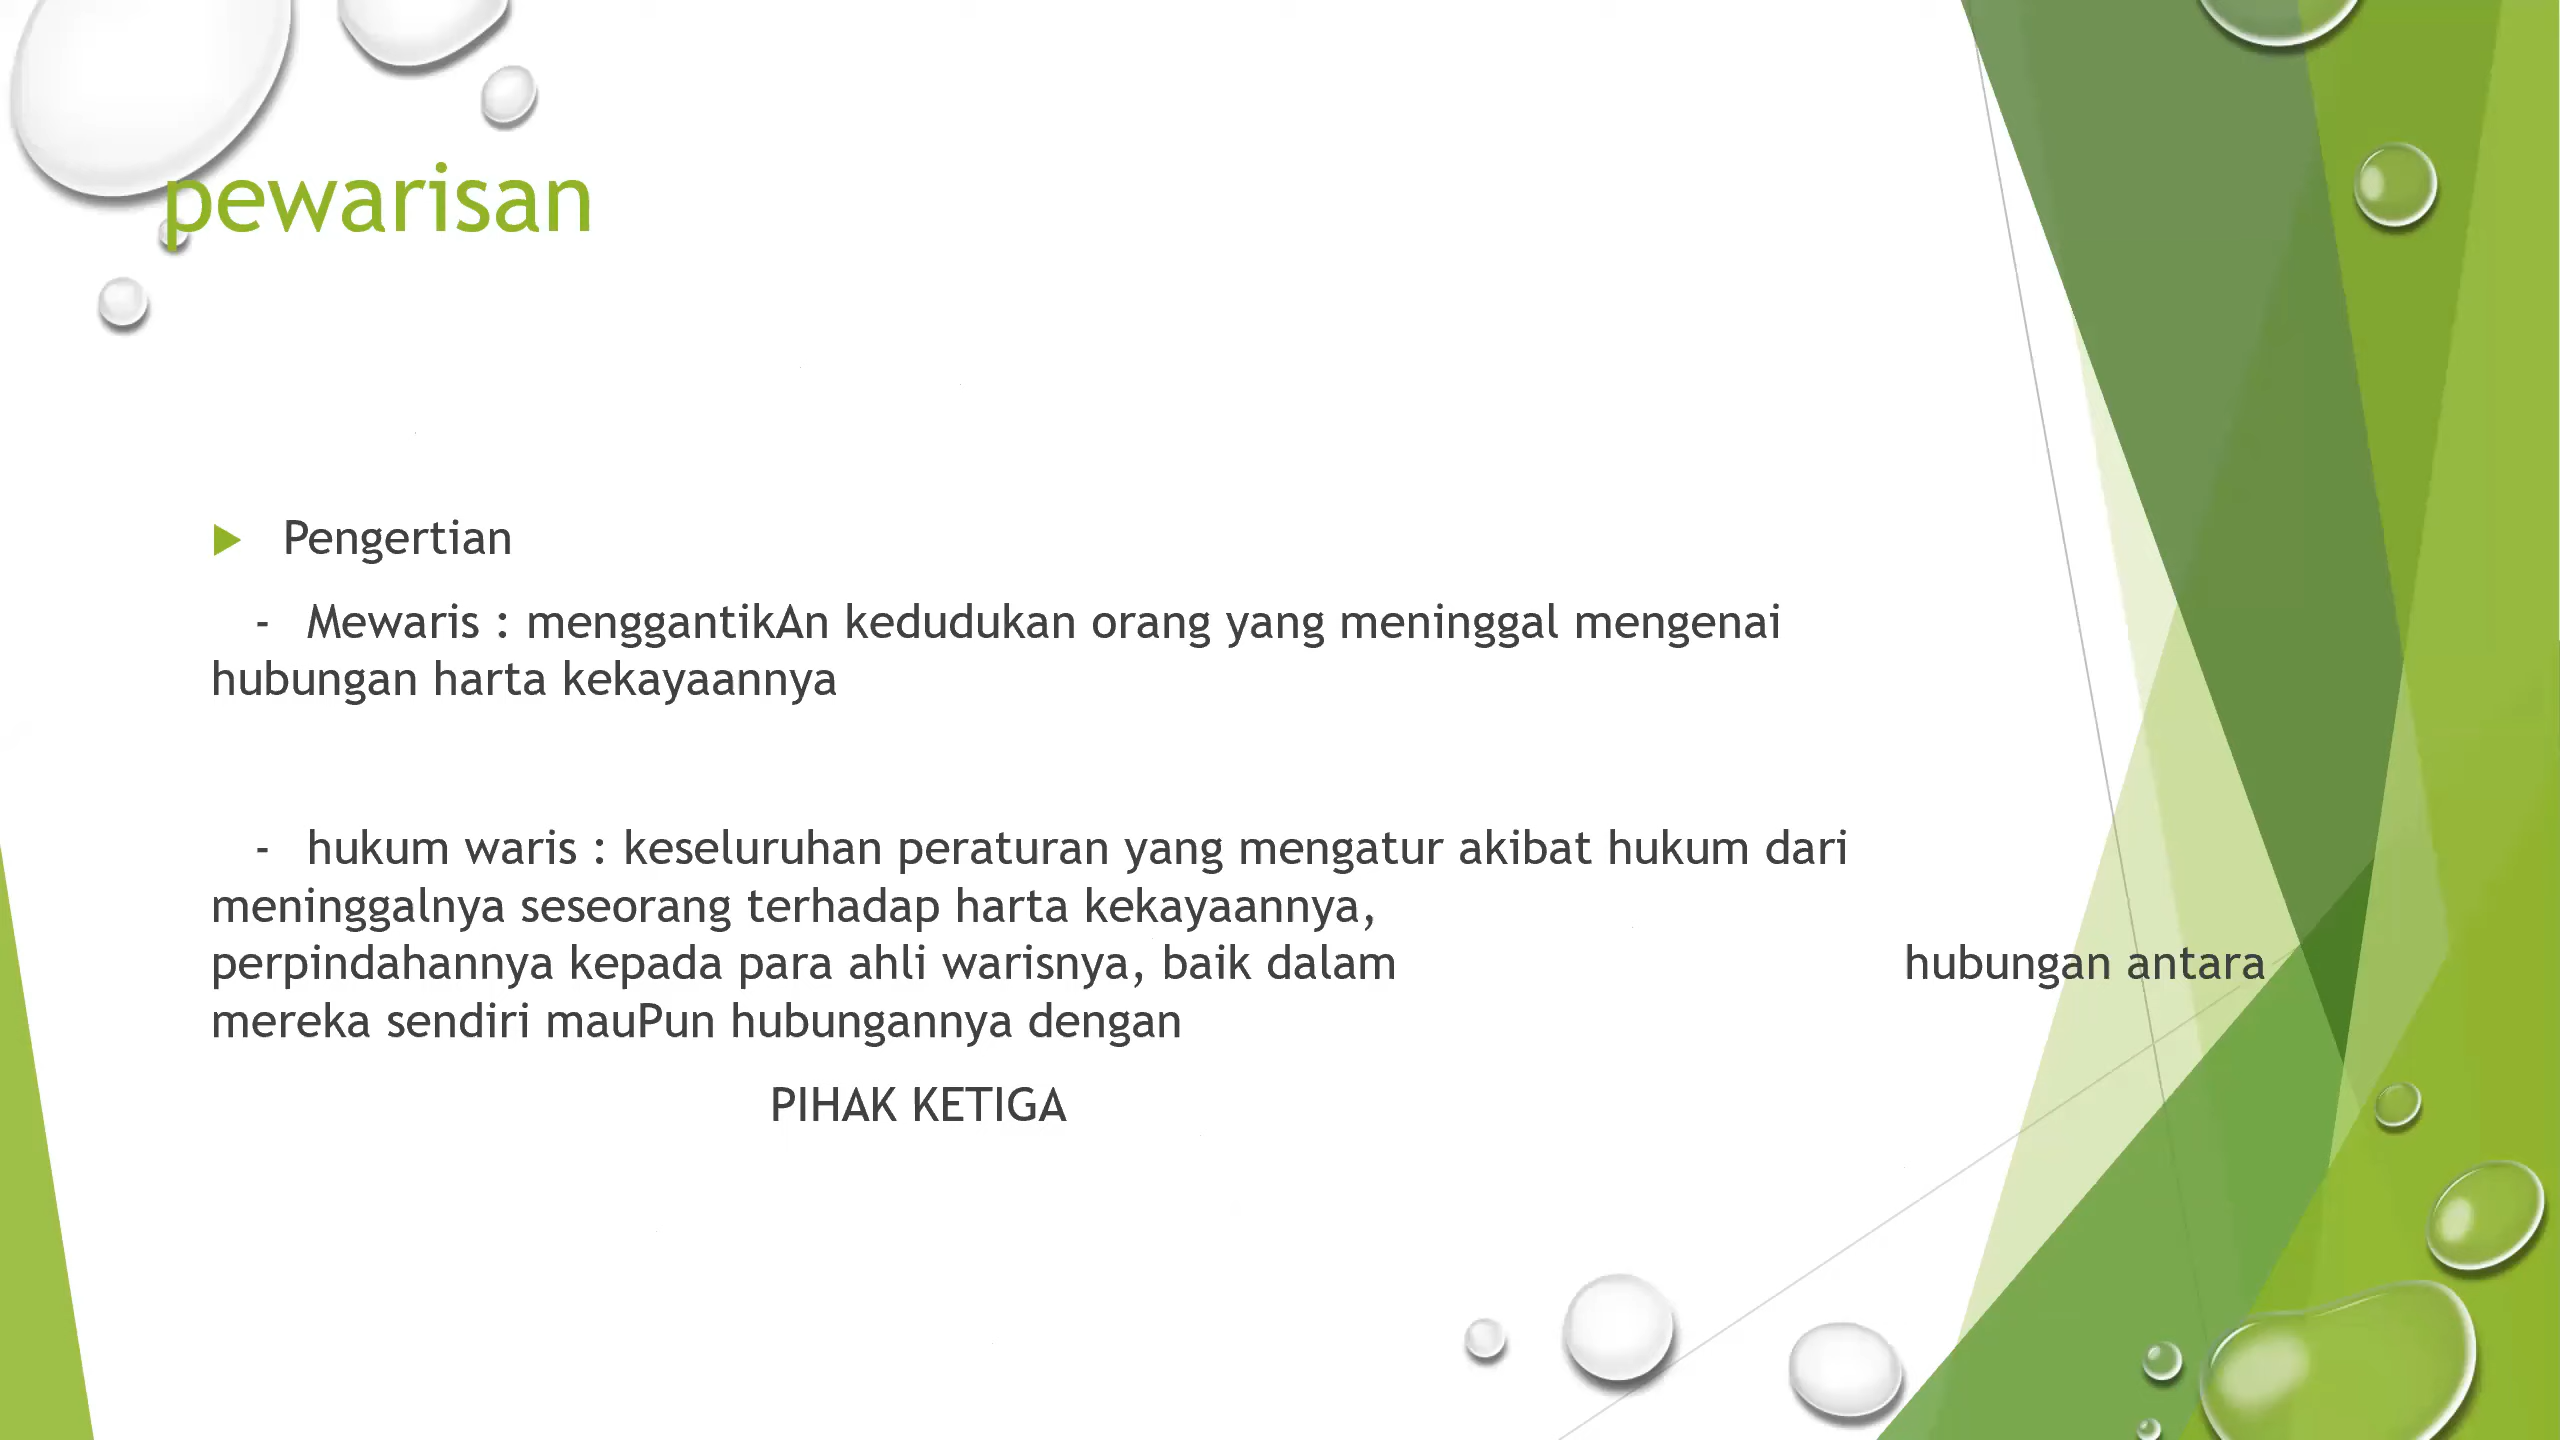 pewarisan
Pengertian
- Mewaris : menggantikAn kedudukan orang yang meninggal mengenai
hubungan harta kekayaannya
- hukum waris : keseluruhan peraturan yang mengatur akibat hukum dari
meninggalnya seseorang terhadap harta kekayaannya,
perpindahannya kepada para ahli warisnya, baik dalam hubungan antara
mereka sendiri mauPun hubungannya dengan
PIHAK KETIGA